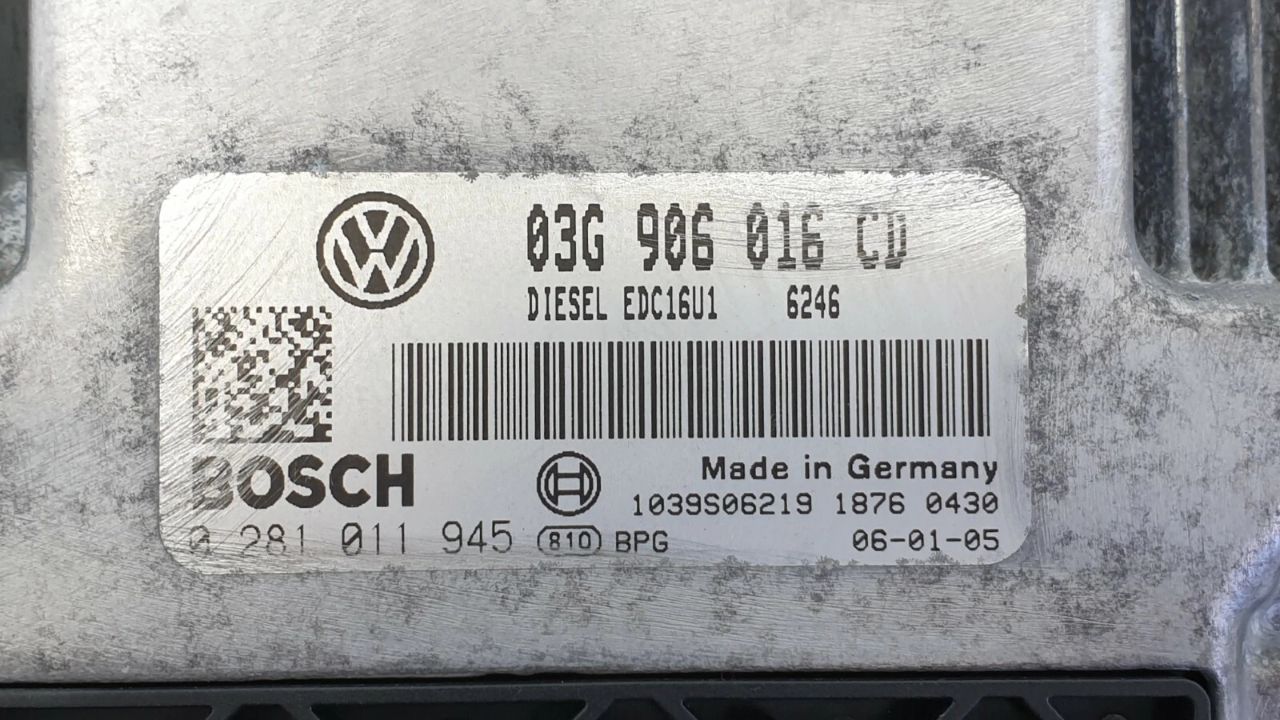 03G 906 016 CD
DIESEL EDC16U1 6246
BOSCH
Made in Germany
1039S06219 1876 0430
0 281 011 945 810 BPG 06-01-05